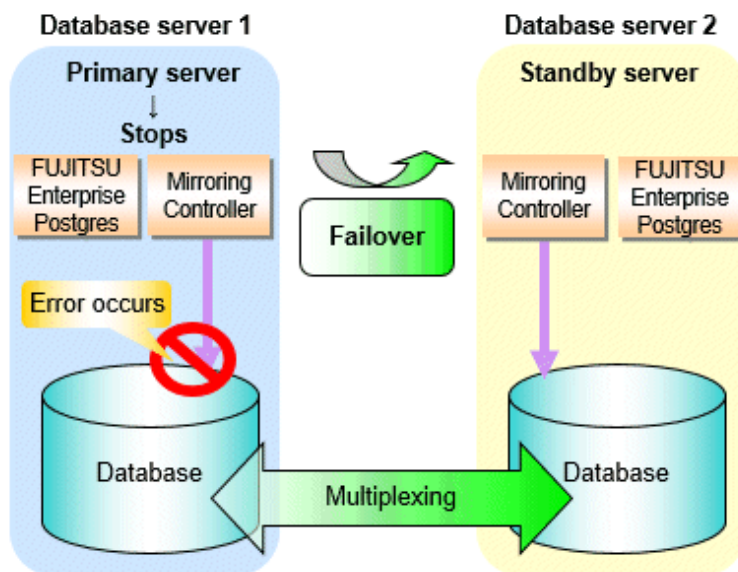 Database server 1
Database server 2
Primary server
↓
Stops
Standby server
FUJITSU
Enterprise
Postgres
Mirroring
Controller
Failover
Mirroring
Controller
FUJITSU
Enterprise
Postgres
Error occurs
Database
Multiplexing
Database